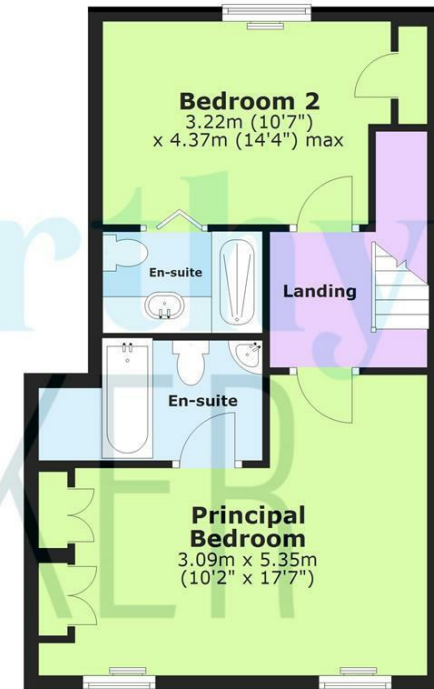 Bedroom 2
3.22m (10'7")
x 4.37m (14'4") max
En-suite
Landing
En-suite
Principal
Bedroom
3.09m x 5.35m
(10'2" x 17'7")